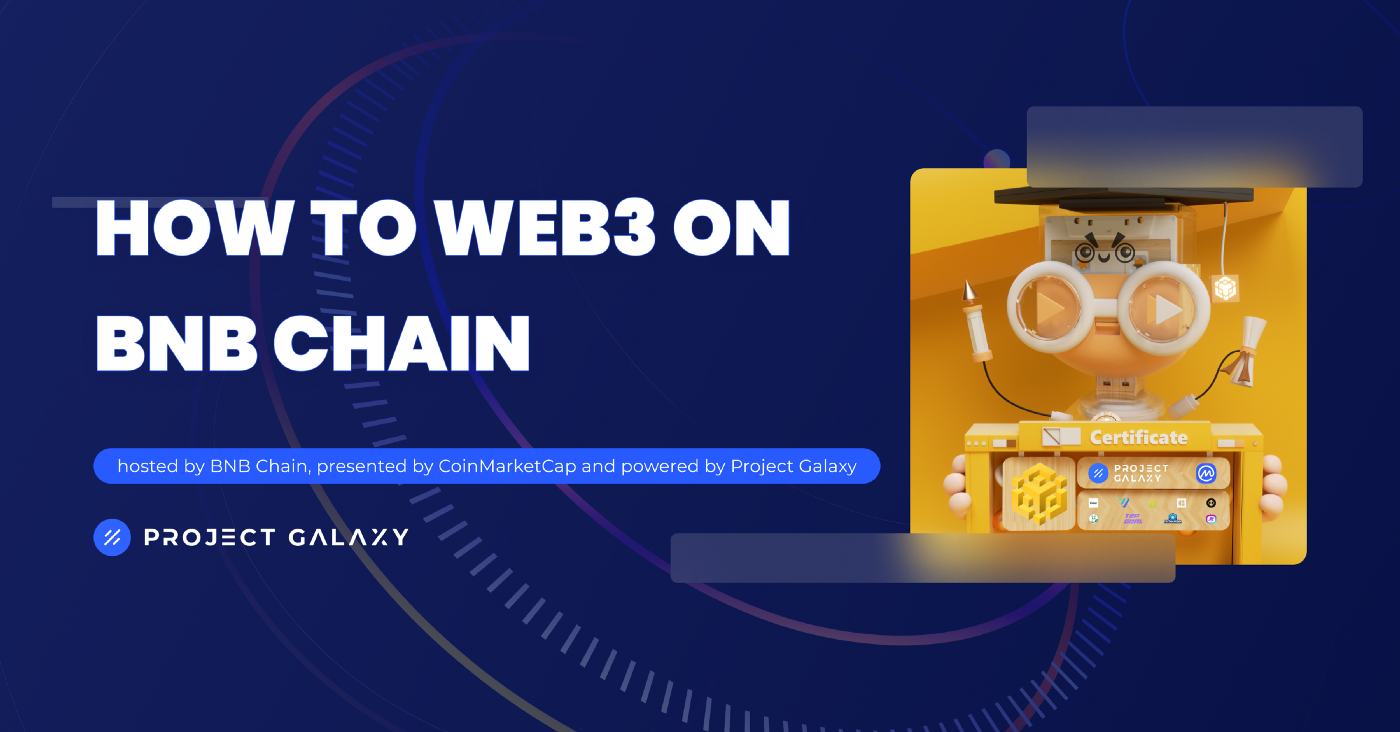 HOW TO WEB3 ON
BNB CHAIN
hosted by BNB Chain, presented by CoinMarketCap and powered by Project Galaxy
PROJECT GALAXY
Certificate
PROJECT
GALAXY